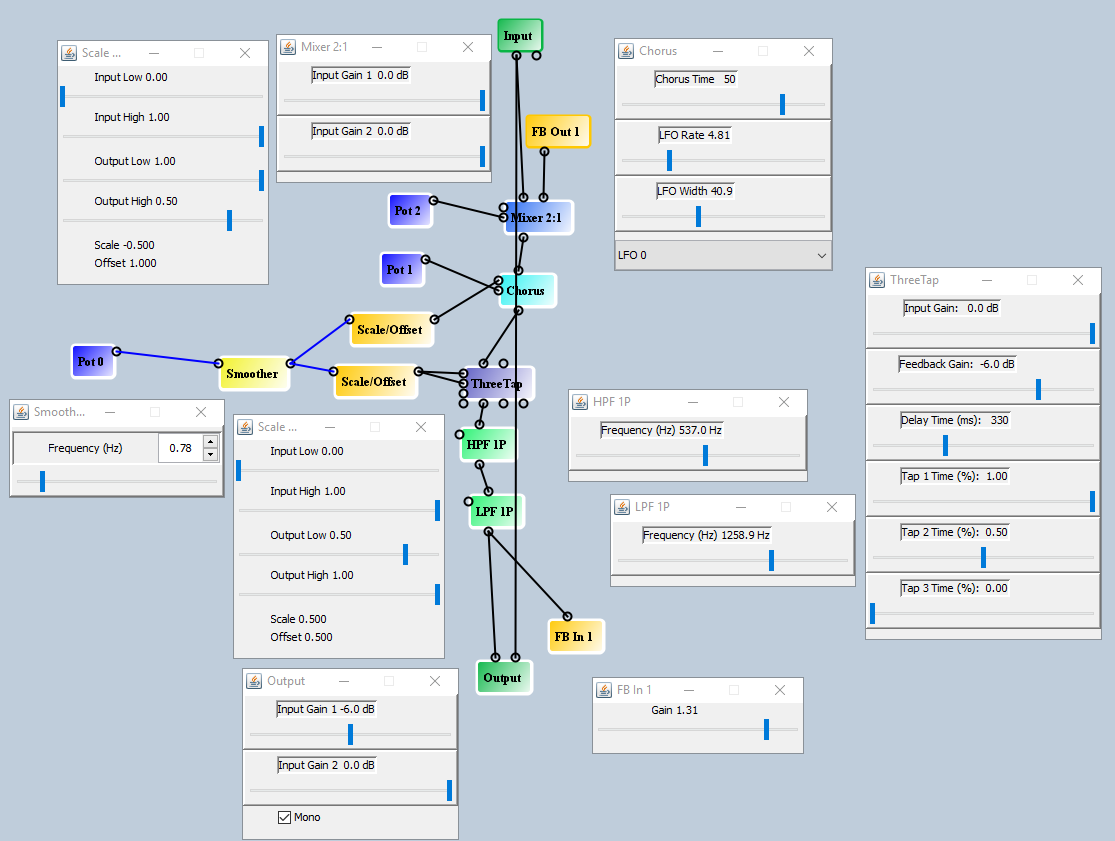 Input
Scale ...
Input Low 0.00
Input High 1.00
Output Low 1.00
Output High 0.50
Scale -0.500
Offset 1.000
Mixer 2:1
Input Gain 1 0.0 dB
Input Gain 2 0.0 dB
Chorus
Chorus Time 50
LFO Rate 4.81
LFO Width 40.9
LFO 0
FB Out 1
Pot 2
Mixer 2:1
Pot 1
Chorus
Scale/Offset
Pot 0
Smoother
Scale/Offset
ThreeTap
HPF 1P
LPF 1P
FB In 1
Output
ThreeTap
Input Gain: 0.0 dB
Feedback Gain: -6.0 dB
Delay Time (ms): 330
Tap 1 Time (%): 1.00
Tap 2 Time (%): 0.50
Tap 3 Time (%): 0.00
Smooth...
Frequency (Hz) 0.78
Scale ...
Input Low 0.00
Input High 1.00
Output Low 0.50
Output High 1.00
Scale 0.500
Offset 0.500
HPF 1P
Frequency (Hz) 537.0 Hz
LPF 1P
Frequency (Hz) 1258.9 Hz
Output
Input Gain 1 -6.0 dB
Input Gain 2 0.0 dB
Mono
FB In 1
Gain 1.31